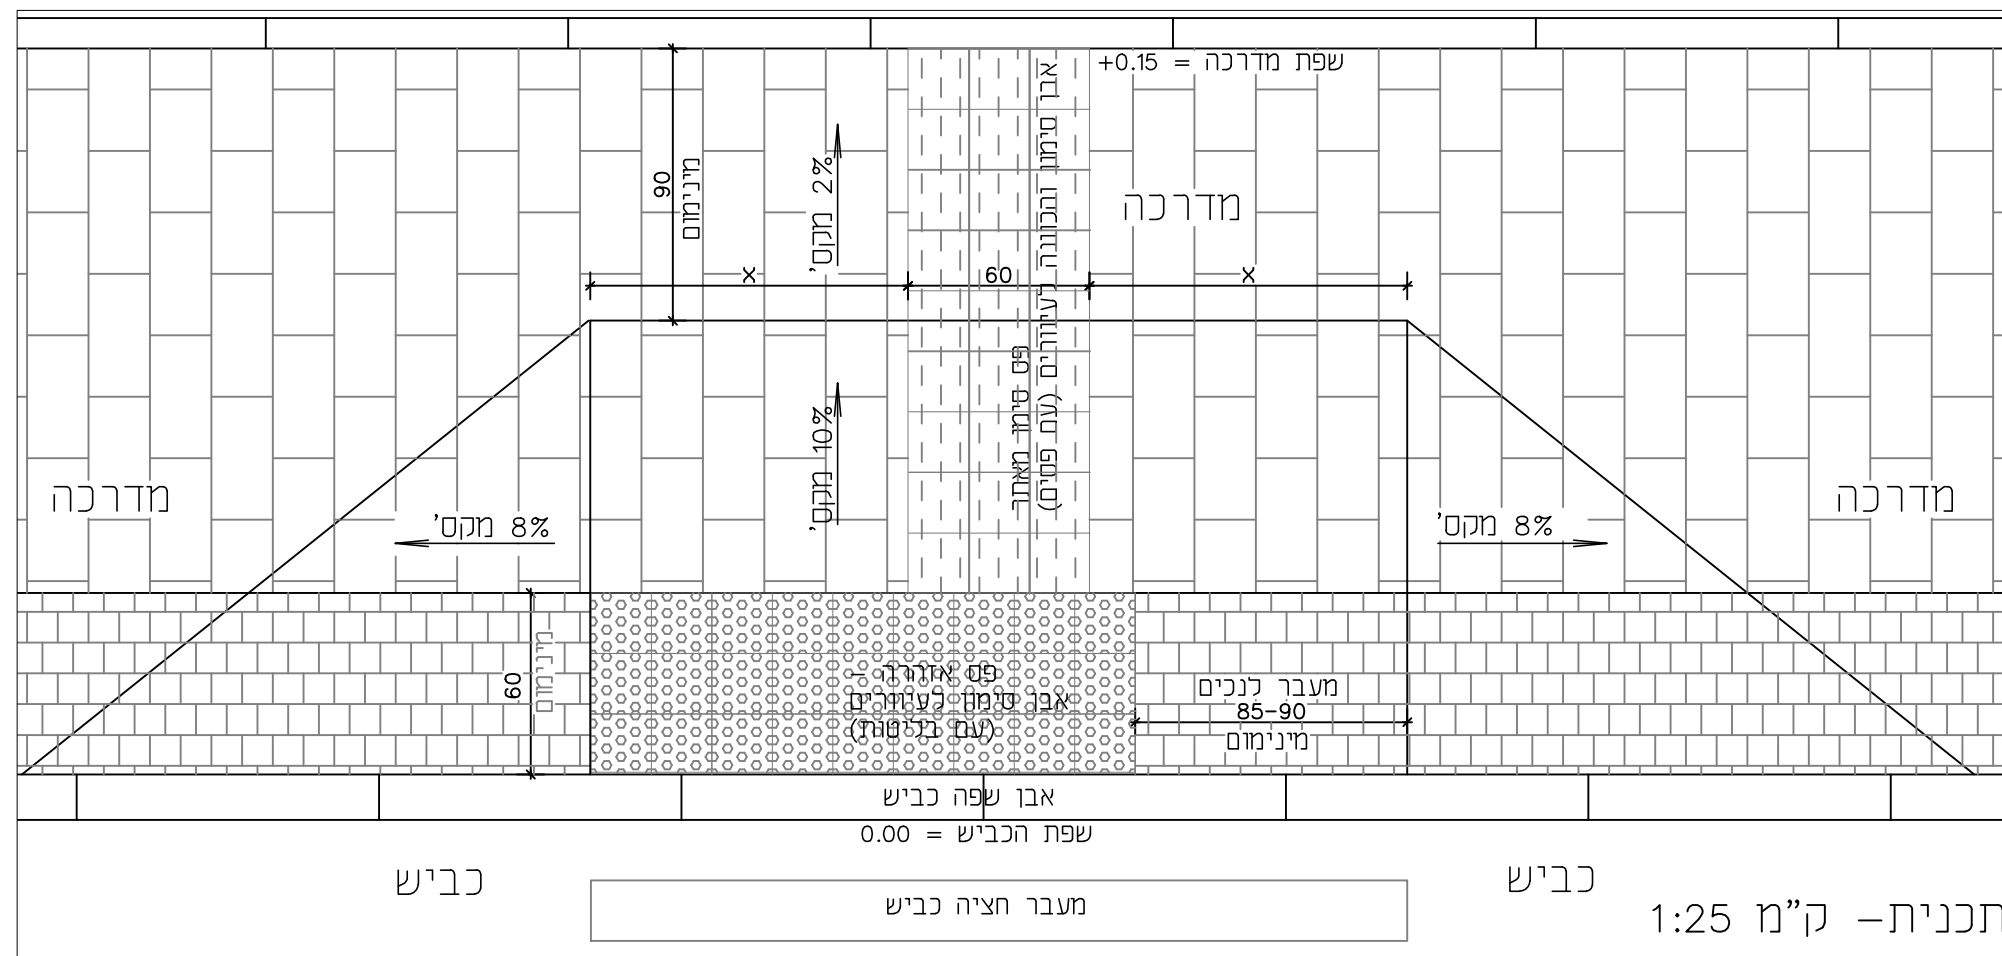 שפת מדרכה = +0.15
אבן סימון והכוונה לעיוורים (עם פסים)
פס סימון מאתר
90
מינימום
מקס' 2%
מדרכה
x
60
x
מקס' 10%
מדרכה
מקס' 8%
מקס' 8%
מדרכה
60
מינימום
פס אזהרה –
אבן סימון לעיוורים
(עם בליטות)
מעבר לנכים
85-90
מינימום
אבן שפה כביש
שפת הכביש = 0.00
כביש
כביש
מעבר חציה כביש
תכנית– ק"מ 1:25